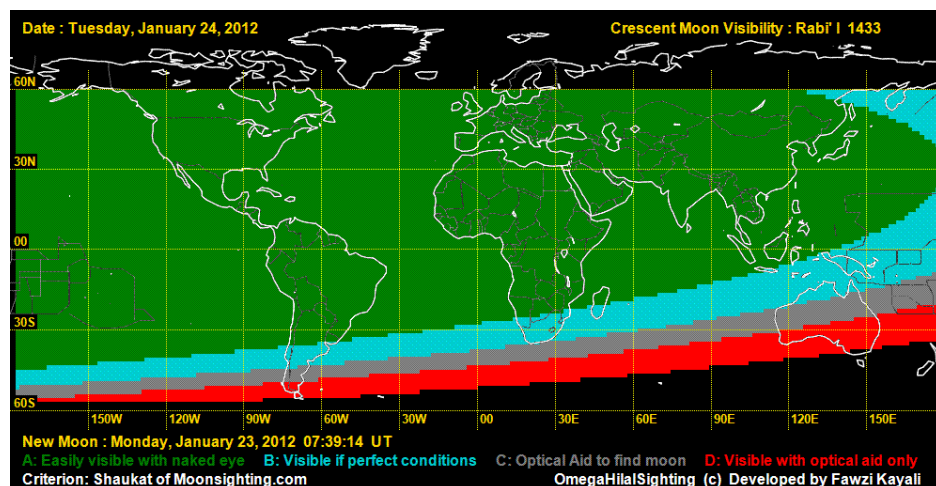 Date : Tuesday, January 24, 2012
Crescent Moon Visibility : Rabi' I 1433
60N
30N
00
30S
60S
150W 120W 90W 60W 30W 00 30E 60E 90E 120E 150E
New Moon : Monday, January 23, 2012 07:39:14 UT
A: Easily visible with naked eye B: Visible if perfect conditions C: Optical Aid to find moon D: Visible with optical aid only
Criterion: Shaukat of Moonsighting.com OmegaHilalSighting (c) Developed by Fawzi Kayali